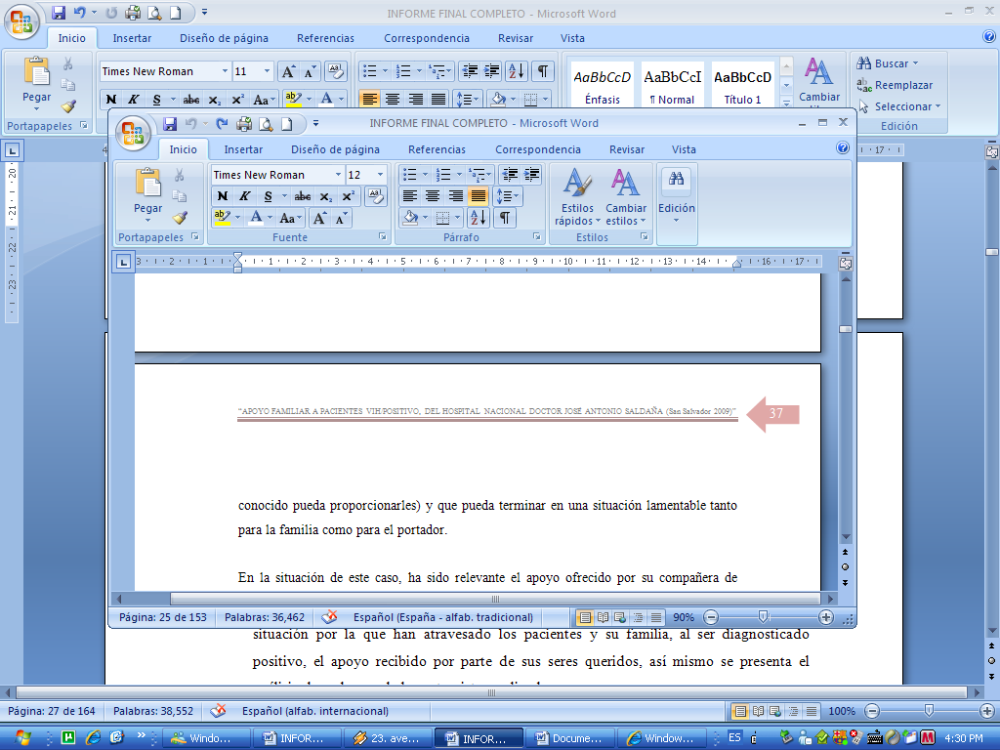 INFORME FINAL COMPLETO - Microsoft Word
Inicio Insertar Diseño de página Referencias Correspondencia Revisar Vista
Pegar
Times New Roman 11
AaBbCcD AaBbCcI AaBbCcD
Énfasis ¶ Normal Título 1
Cambiar
Buscar
Reemplazar
Seleccionar
Portapapeles
Edición
INFORME FINAL COMPLETO - Microsoft Word
Inicio Insertar Diseño de página Referencias Correspondencia Revisar Vista
Pegar
Times New Roman 12
Estilos rápidos
Cambiar estilos
Edición
Portapapeles Fuente Párrafo Estilos
"APOYO FAMILIAR A PACIENTES VIH/POSITIVO, DEL HOSPITAL NACIONAL DOCTOR JOSÉ ANTONIO SALDAÑA (San Salvador 2009)"
37
conocido pueda proporcionarles) y que pueda terminar en una situación lamentable tanto
para la familia como para el portador.
En la situación de este caso, ha sido relevante el apoyo ofrecido por su compañera de
Página: 25 de 153 Palabras: 36,462 Español (España - alfab. tradicional) 90%
situación por la que han atravesado los pacientes y su familia, al ser diagnosticado
positivo, el apoyo recibido por parte de sus seres queridos, así mismo se presenta el
Página: 27 de 164 Palabras: 38,552 Español (alfab. internacional) 100%
Windo... INFOR... 23. ave... INFOR... Docume... Window... ES 4:30 PM